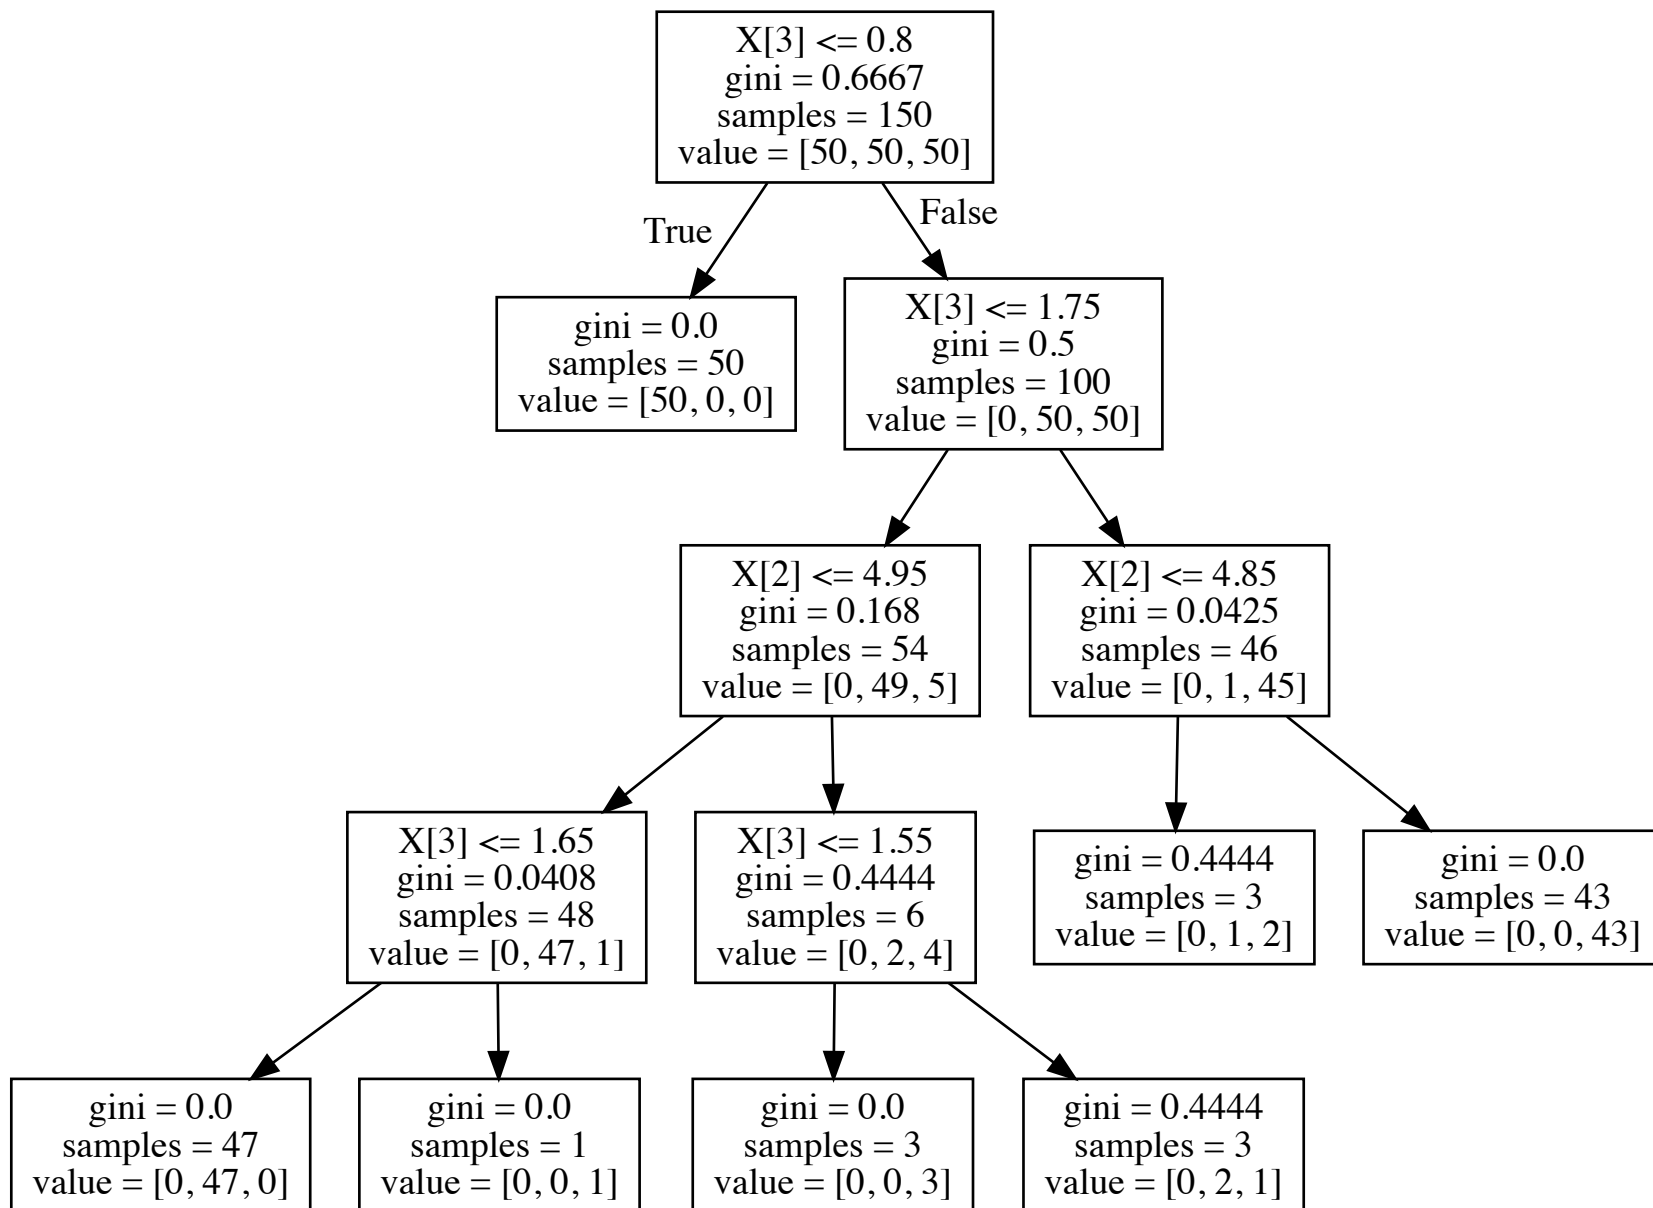 X[3] <= 0.8
gini = 0.6667
samples = 150
value = [50, 50, 50]
True
False
gini = 0.0
samples = 50
value = [50, 0, 0]
X[3] <= 1.75
gini = 0.5
samples = 100
value = [0, 50, 50]
X[2] <= 4.95
gini = 0.168
samples = 54
value = [0, 49, 5]
X[2] <= 4.85
gini = 0.0425
samples = 46
value = [0, 1, 45]
X[3] <= 1.65
gini = 0.0408
samples = 48
value = [0, 47, 1]
X[3] <= 1.55
gini = 0.4444
samples = 6
value = [0, 2, 4]
gini = 0.4444
samples = 3
value = [0, 1, 2]
gini = 0.0
samples = 43
value = [0, 0, 43]
gini = 0.0
samples = 47
value = [0, 47, 0]
gini = 0.0
samples = 1
value = [0, 0, 1]
gini = 0.0
samples = 3
value = [0, 0, 3]
gini = 0.4444
samples = 3
value = [0, 2, 1]